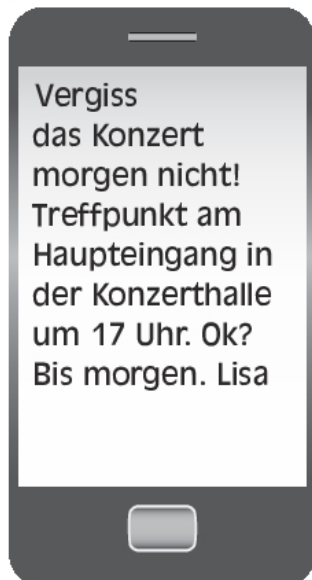 Vergiss
das Konzert
morgen nicht!
Treffpunkt am
Haupteingang in
der Konzerthalle
um 17 Uhr. Ok?
Bis morgen. Lisa